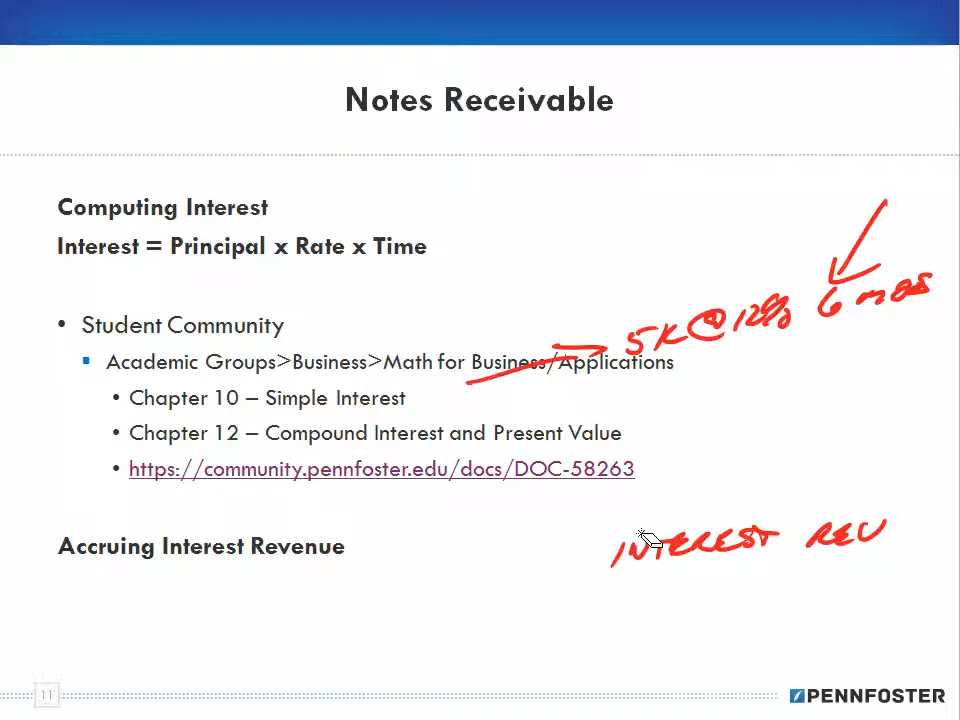 Notes Receivable
Computing Interest
Interest = Principal x Rate x Time
5K @ 12% 6 mos
• Student Community
▪ Academic Groups>Business>Math for Business/Applications
• Chapter 10 – Simple Interest
• Chapter 12 – Compound Interest and Present Value
• https://community.pennfoster.edu/docs/DOC-58263
Accruing Interest Revenue
INTEREST REV
11
PENNFOSTER